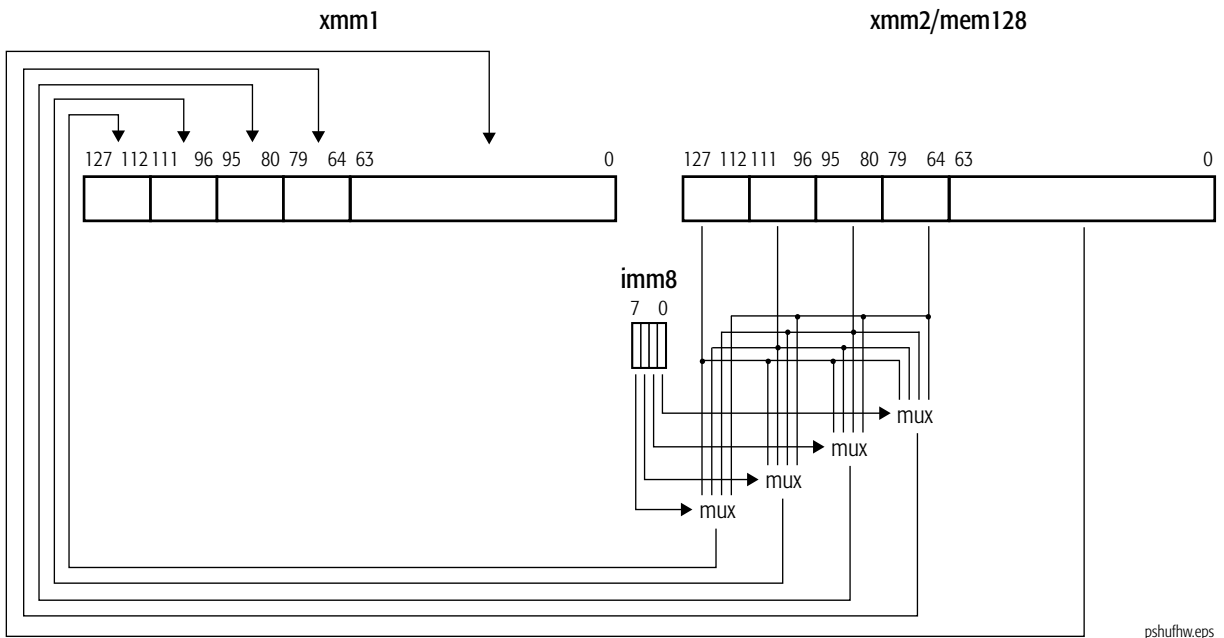 xmm1 xmm2/mem128
127 112 111 96 95 80 79 64 63 0 127 112 111 96 95 80 79 64 63 0
imm8
7 0
mux
mux
mux
mux
pshufhw.eps